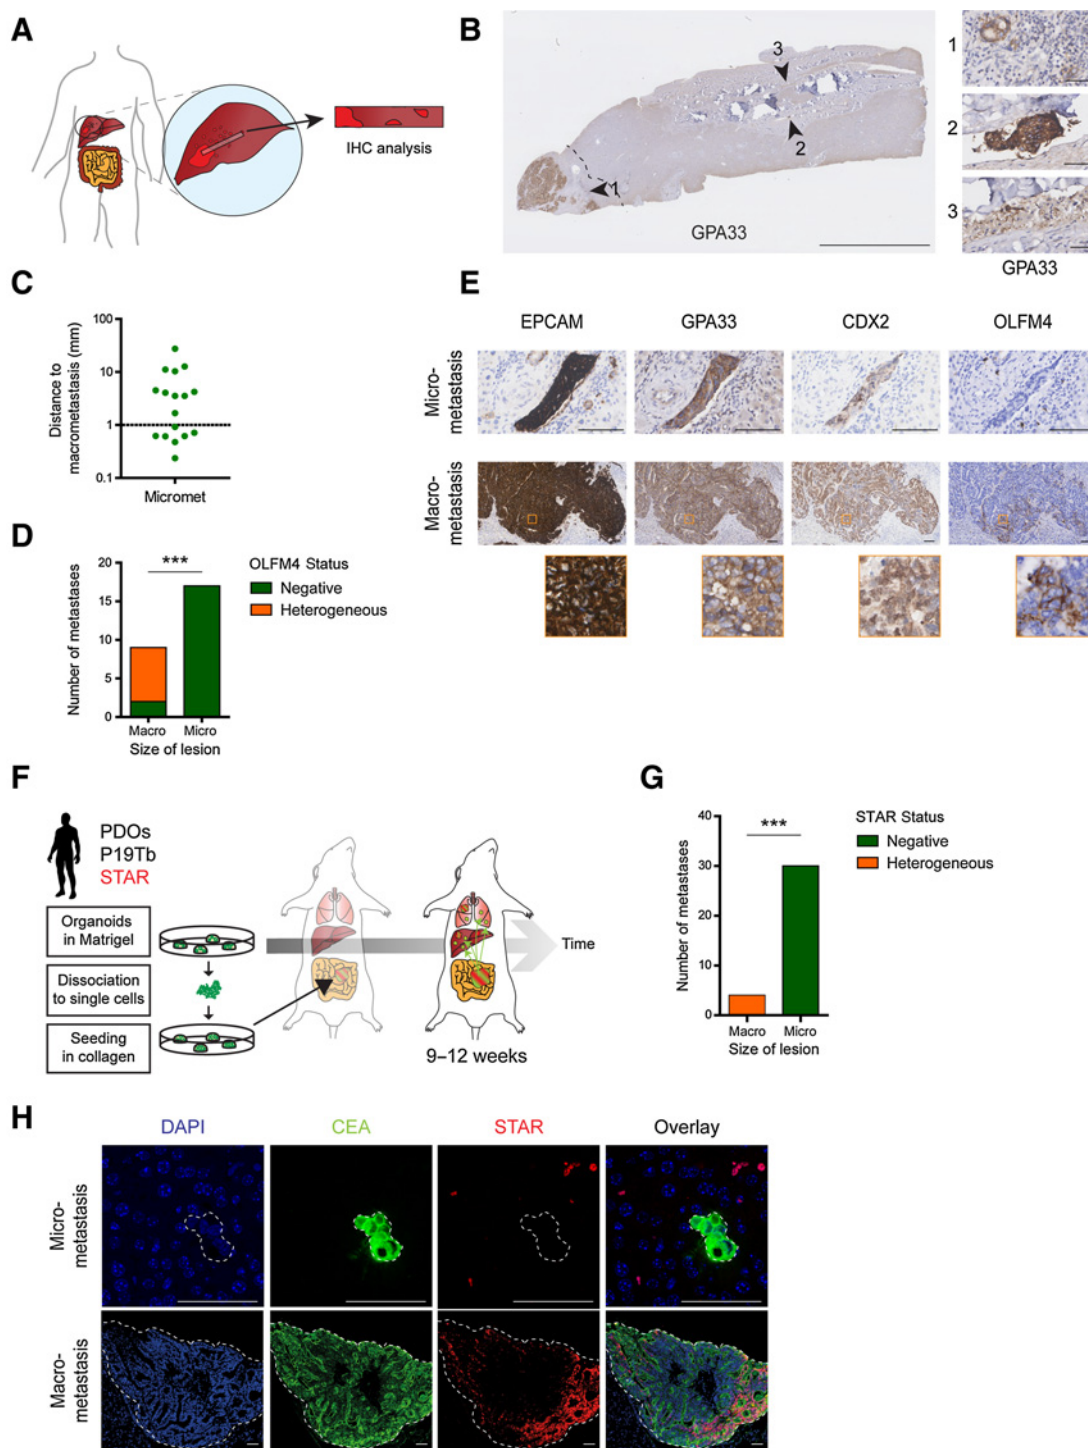 A
IHC analysis
B
3
2
1
GPA33
1
2
3
GPA33
C
Distance to
macrometastasis (mm)
100
10
1
0.1
Micromet
D
Number of metastases
20
15
10
5
0
***
Macro
Micro
Size of lesion
OLFM4 Status
Negative
Heterogeneous
E
EPCAM
GPA33
CDX2
OLFM4
Micro-
metastasis
Macro-
metastasis
F
PDOs
P19Tb
STAR
Organoids
in Matrigel
Dissociation
to single cells
Seeding
in collagen
Time
9–12 weeks
G
Number of metastases
40
30
20
10
0
***
Macro
Micro
Size of lesion
STAR Status
Negative
Heterogeneous
H
DAPI
CEA
STAR
Overlay
Micro-
metastasis
Macro-
metastasis